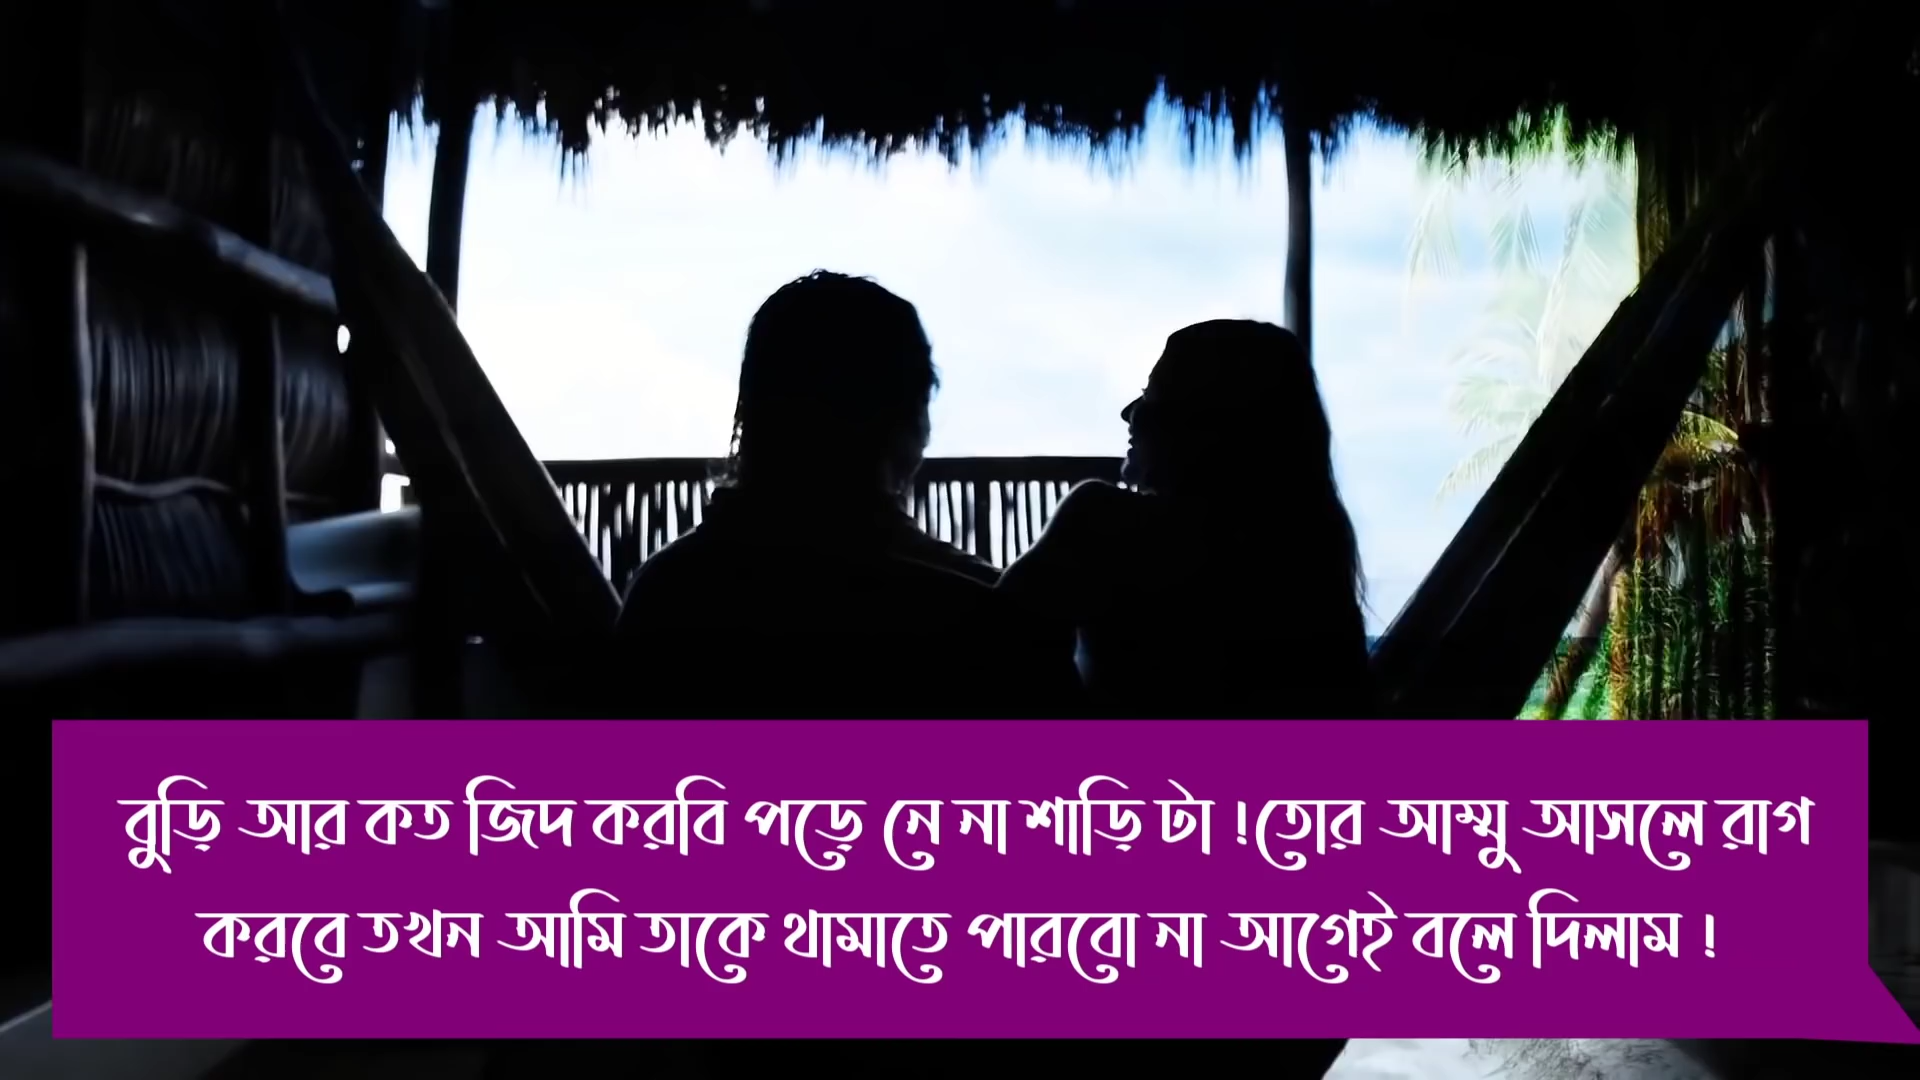 বুড়ি আর কত জিদ করবি পড়ে নে না শাড়ি টা !তোর আম্মু আসলে রাগ
করবে তখন আমি তাকে থামাতে পারবো না আগেই বলে দিলাম !